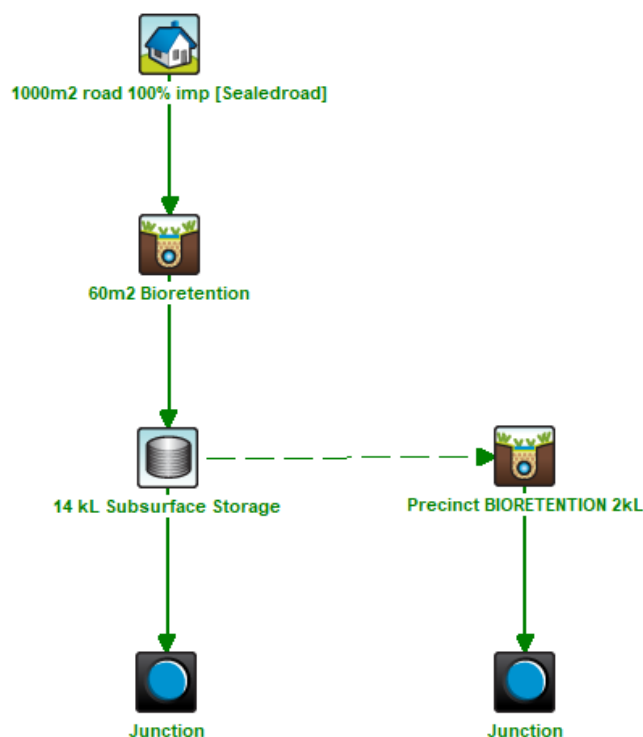 1000m2 road 100% imp [Sealedroad]
60m2 Bioretention
14 kL Subsurface Storage
Precinct BIORETENTION 2kL
Junction
Junction